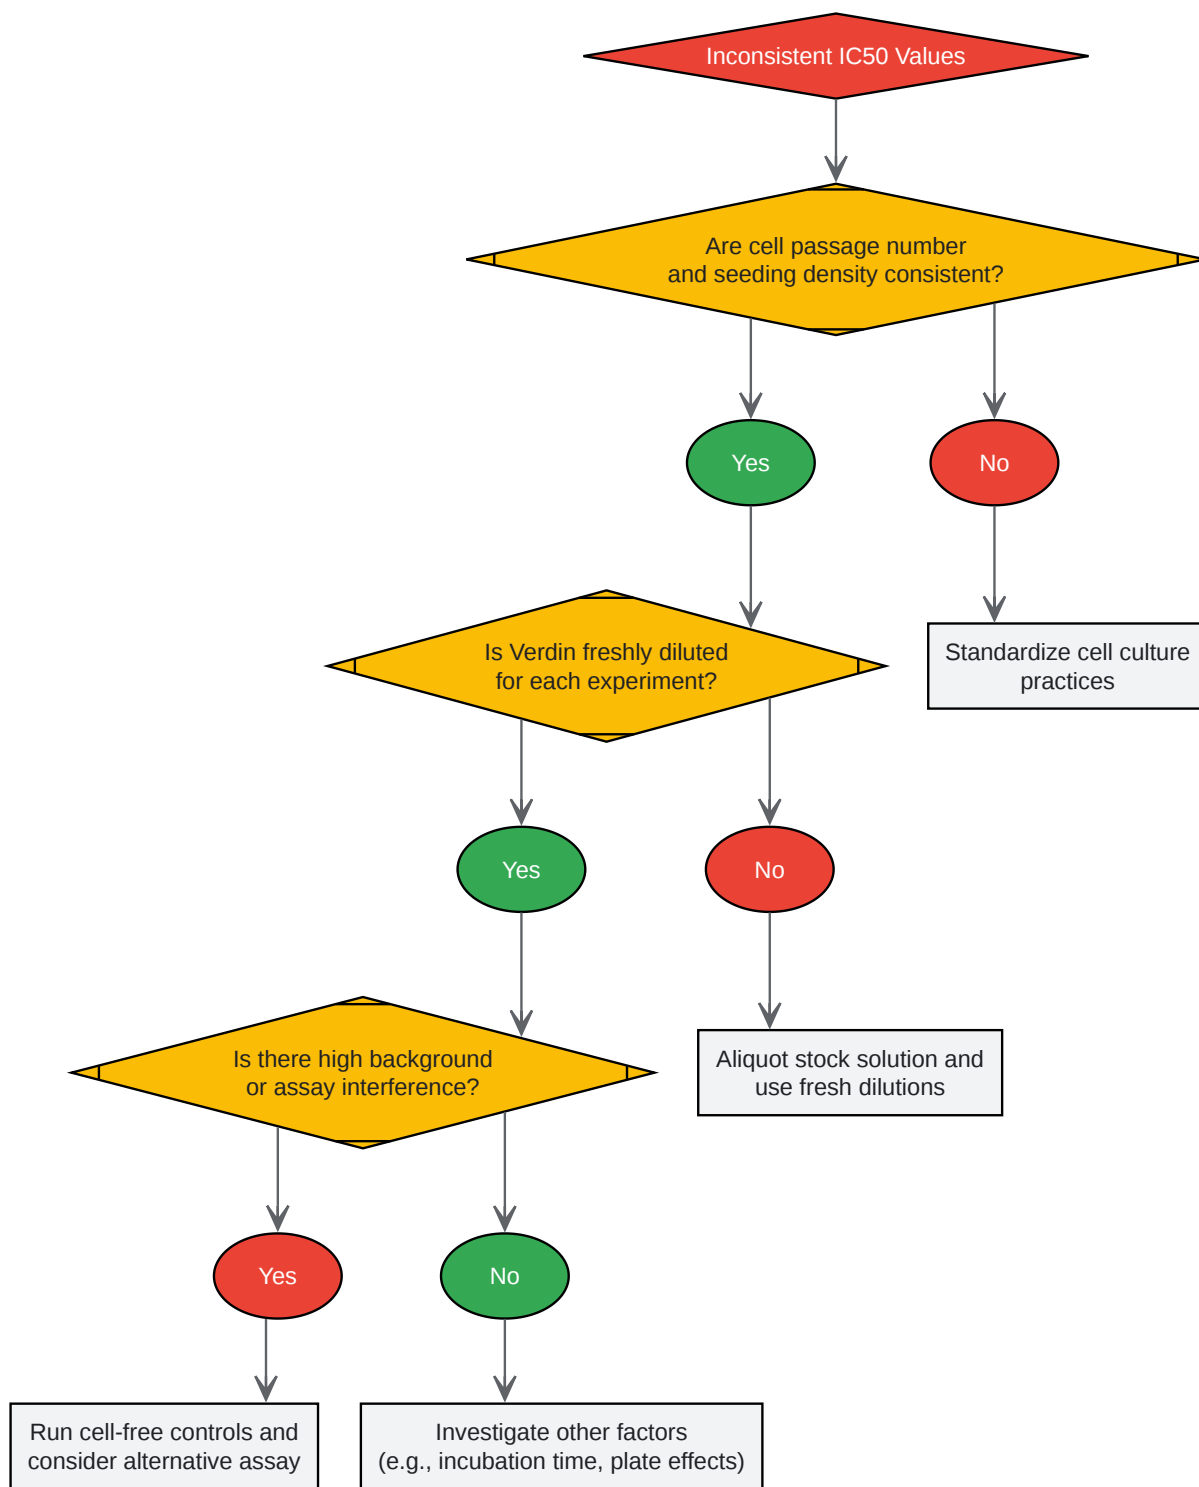 Inconsistent IC50 Values
Are cell passage number
and seeding density consistent?
Yes
No
Is Verdin freshly diluted
for each experiment?
Standardize cell culture
practices
Yes
No
Is there high background
or assay interference?
Aliquot stock solution and
use fresh dilutions
Yes
No
Run cell-free controls and
consider alternative assay
Investigate other factors
(e.g., incubation time, plate effects)